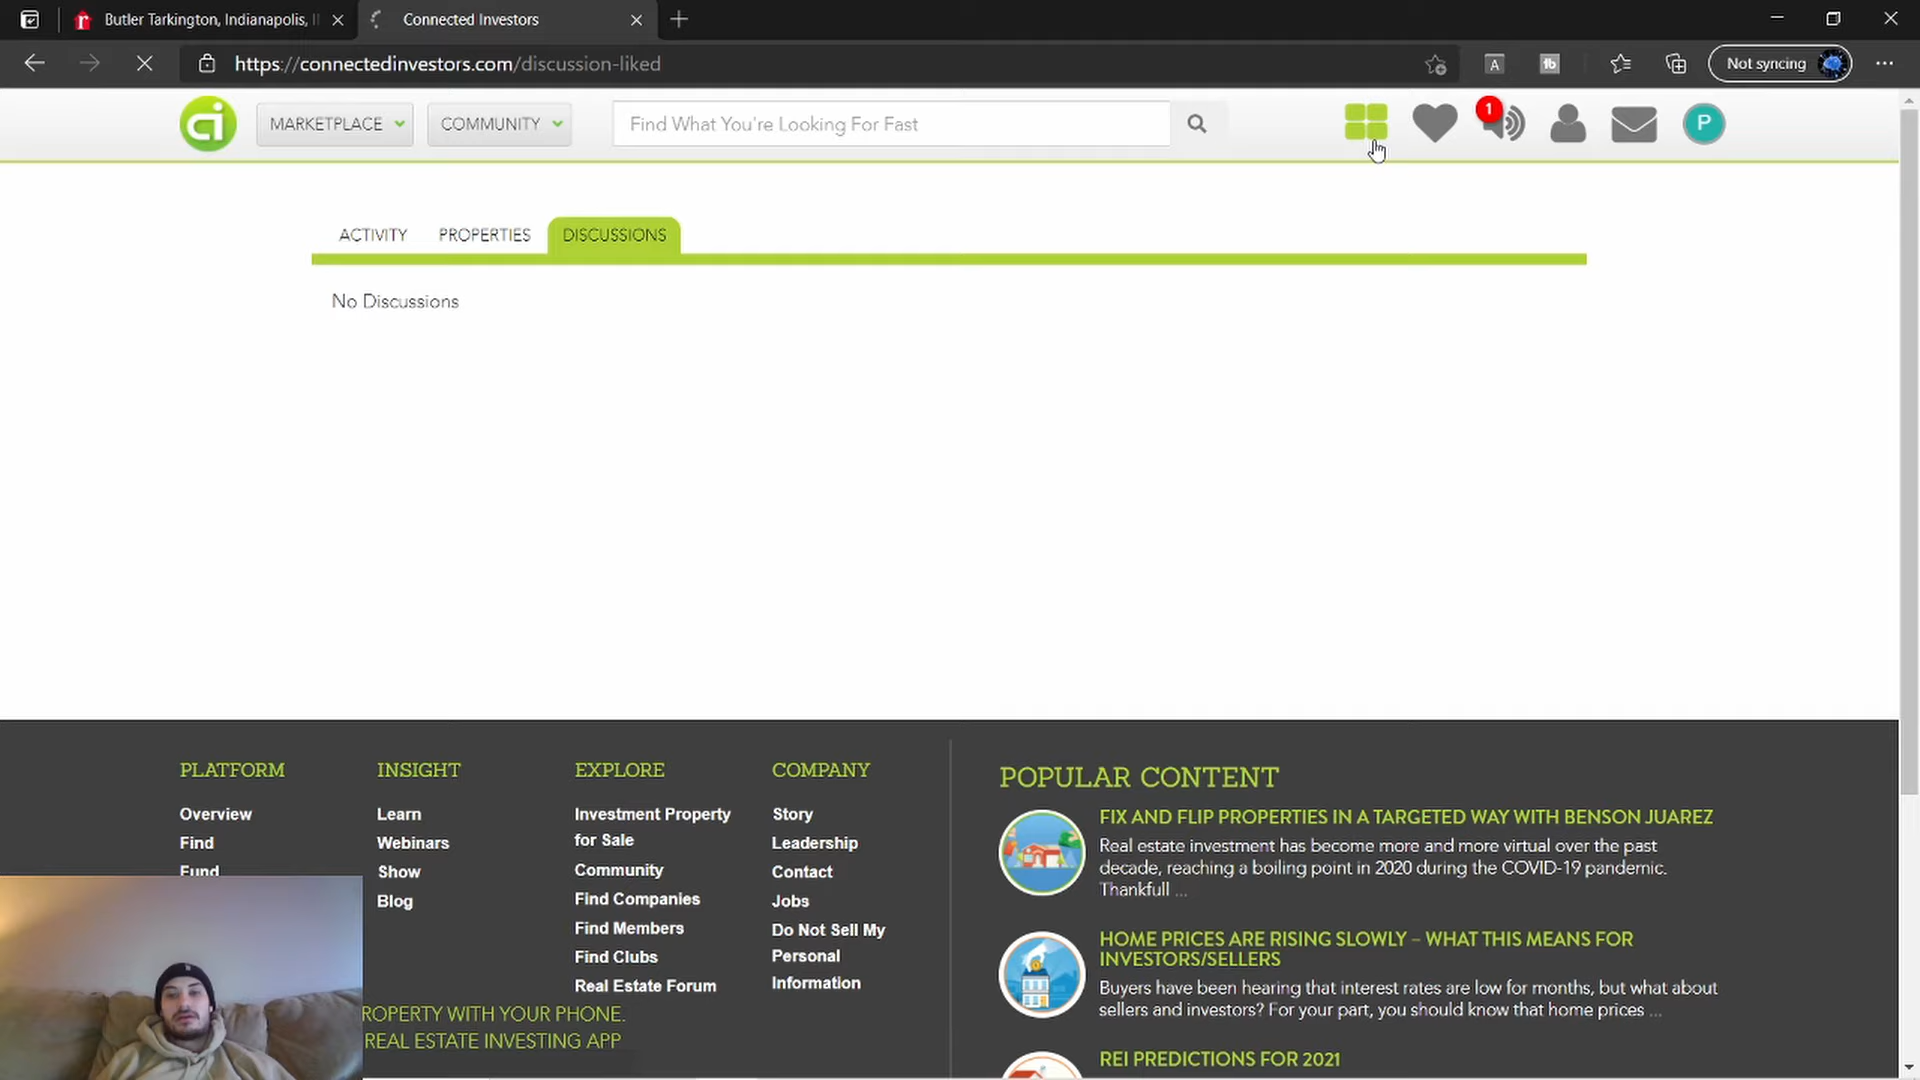 Butler Tarkington, Indianapolis, I
Connected Investors
https://connectedinvestors.com/discussion-liked
A
tb
Not syncing
ci
MARKETPLACE
COMMUNITY
Find What You're Looking For Fast
1
P
ACTIVITY
PROPERTIES
DISCUSSIONS
No Discussions
PLATFORM
Overview
Find
Fund
INSIGHT
Learn
Webinars
Show
Blog
EXPLORE
Investment Property
for Sale
Community
Find Companies
Find Members
Find Clubs
Real Estate Forum
COMPANY
Story
Leadership
Contact
Jobs
Do Not Sell My
Personal
Information
ROPERTY WITH YOUR PHONE.
REAL ESTATE INVESTING APP
POPULAR CONTENT
FIX AND FLIP PROPERTIES IN A TARGETED WAY WITH BENSON JUAREZ
Real estate investment has become more and more virtual over the past
decade, reaching a boiling point in 2020 during the COVID-19 pandemic.
Thankfull ...
HOME PRICES ARE RISING SLOWLY – WHAT THIS MEANS FOR
INVESTORS/SELLERS
Buyers have been hearing that interest rates are low for months, but what about
sellers and investors? For your part, you should know that home prices ...
REI PREDICTIONS FOR 2021